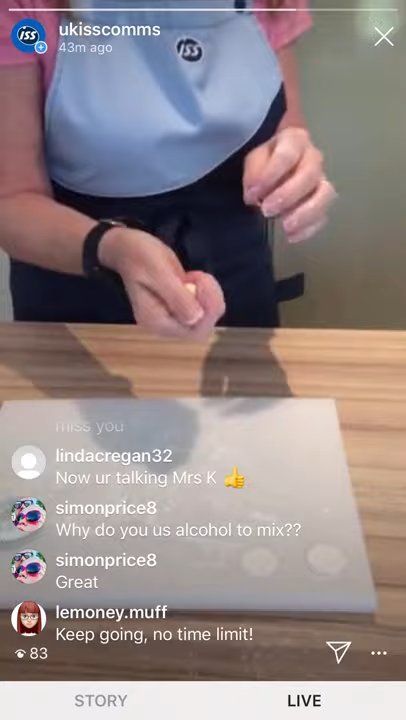 ukisscomms
43m ago
iss
iss
miss you
lindacregan32
Now ur talking Mrs K 👍
simonprice8
Why do you us alcohol to mix??
simonprice8
Great
lemoney.muff
Keep going, no time limit!
83
STORY
LIVE